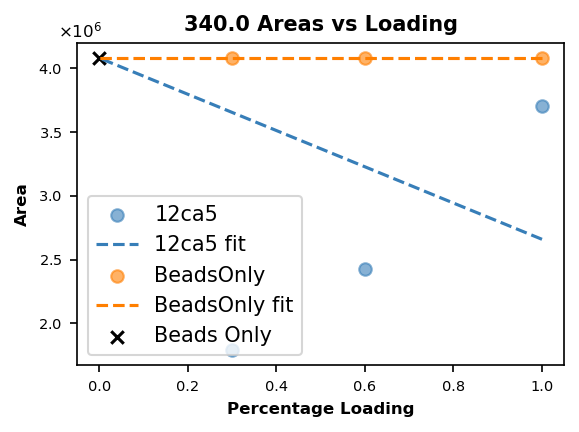 340.0 Areas vs Loading
×10⁶
4.0
3.5
3.0
2.5
2.0
Area
12ca5
12ca5 fit
BeadsOnly
BeadsOnly fit
Beads Only
0.0 0.2 0.4 0.6 0.8 1.0
Percentage Loading